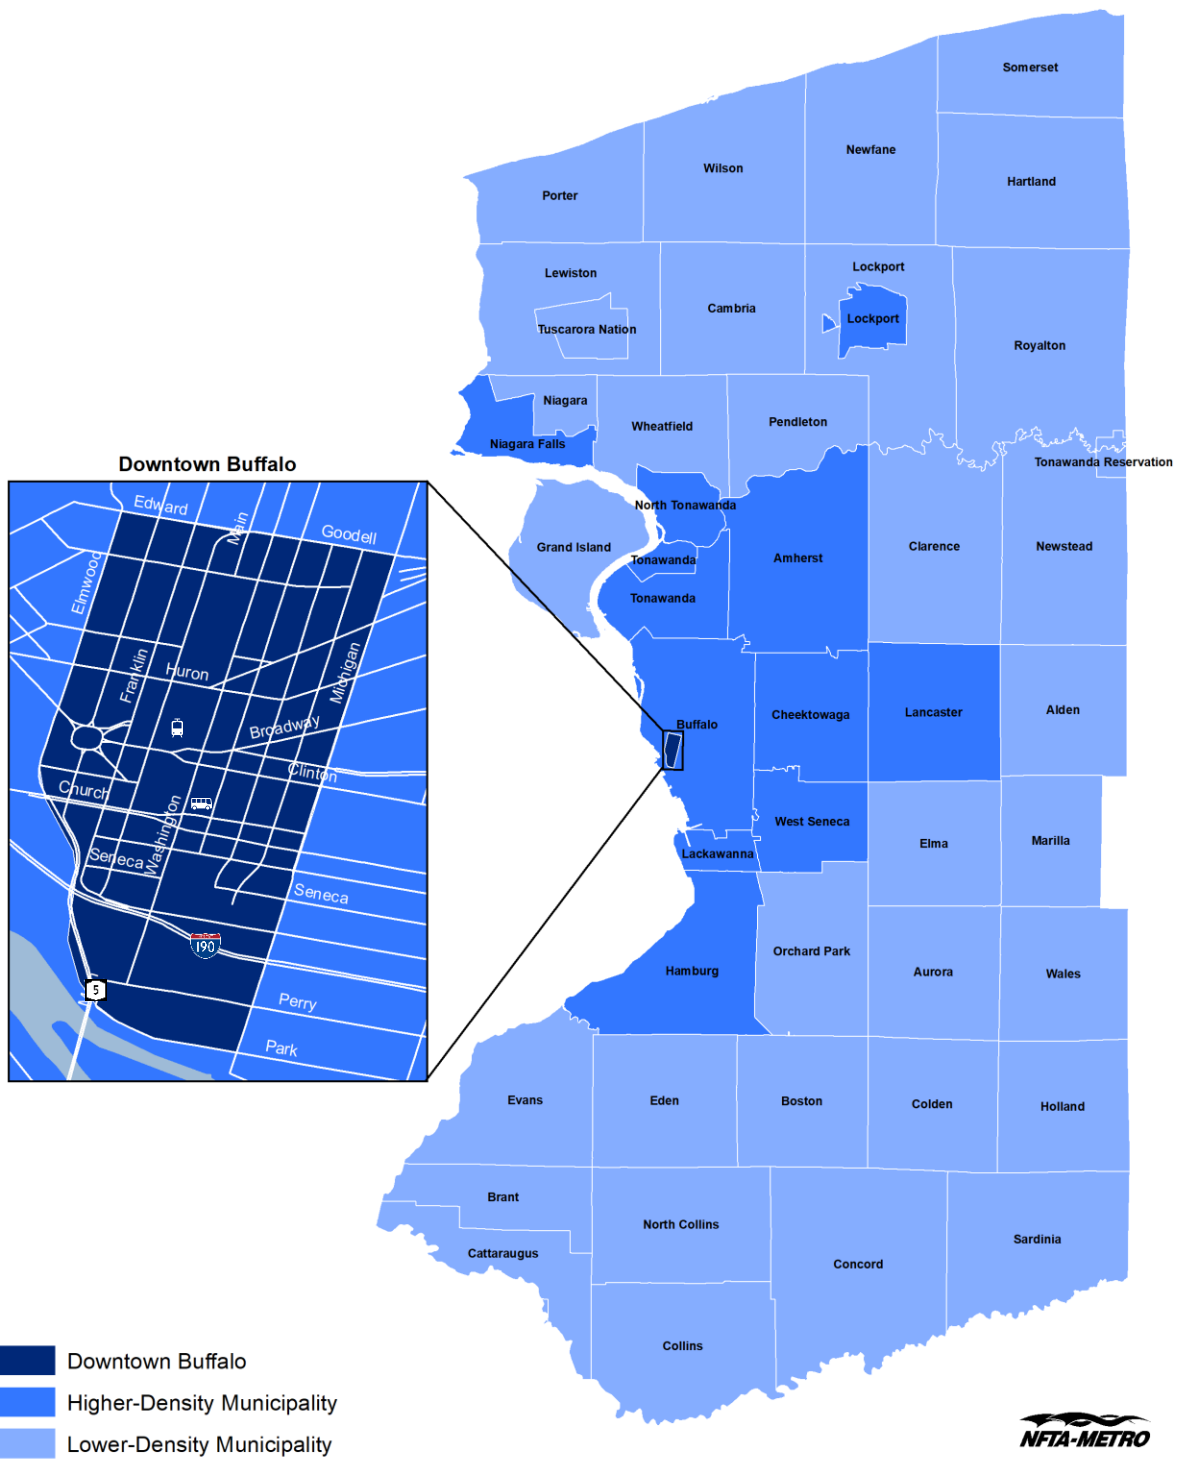 Somerset
Newfane
Wilson
Hartland
Porter
Lockport
Lewiston
Cambria
Lockport
Tuscarora Nation
Royalton
Niagara
Pendleton
Wheatfield
Niagara Falls
Tonawanda Reservation
North Tonawanda
Grand Island
Clarence
Newstead
Amherst
Tonawanda
Tonawanda
Alden
Lancaster
Cheektowaga
Buffalo
West Seneca
Marilla
Elma
Lackawanna
Orchard Park
Hamburg
Aurora
Wales
Evans
Eden
Boston
Colden
Holland
Brant
North Collins
Sardinia
Cattaraugus
Concord
Collins
Downtown Buffalo
Edward
Main
Goodell
Elmwood
Franklin
Huron
Michigan
Broadway
Clinton
Church
Washington
Seneca
Seneca
190
5
Perry
Park
Downtown Buffalo
Higher-Density Municipality
Lower-Density Municipality
NFTA-METRO